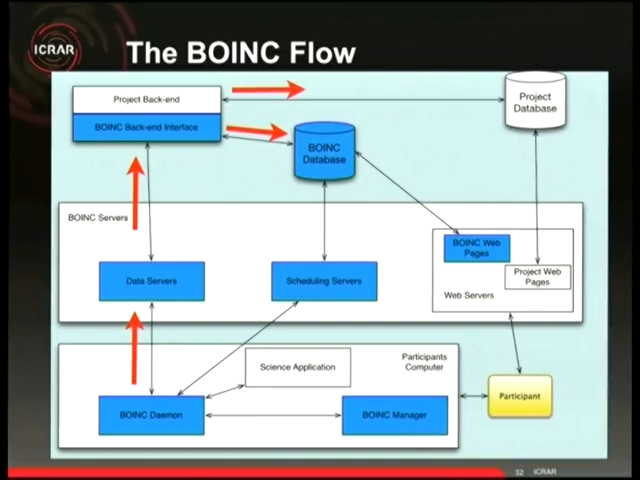 ICRAR
The BOINC Flow
Project Back-end
BOINC Back-end Interface
Project
Database
BOINC
Database
BOINC Servers
BOINC Web
Pages
Data Servers
Scheduling Servers
Project Web
Pages
Web Servers
Science Application
Participants
Computer
BOINC Daemon
BOINC Manager
Participant
32 ICRAR